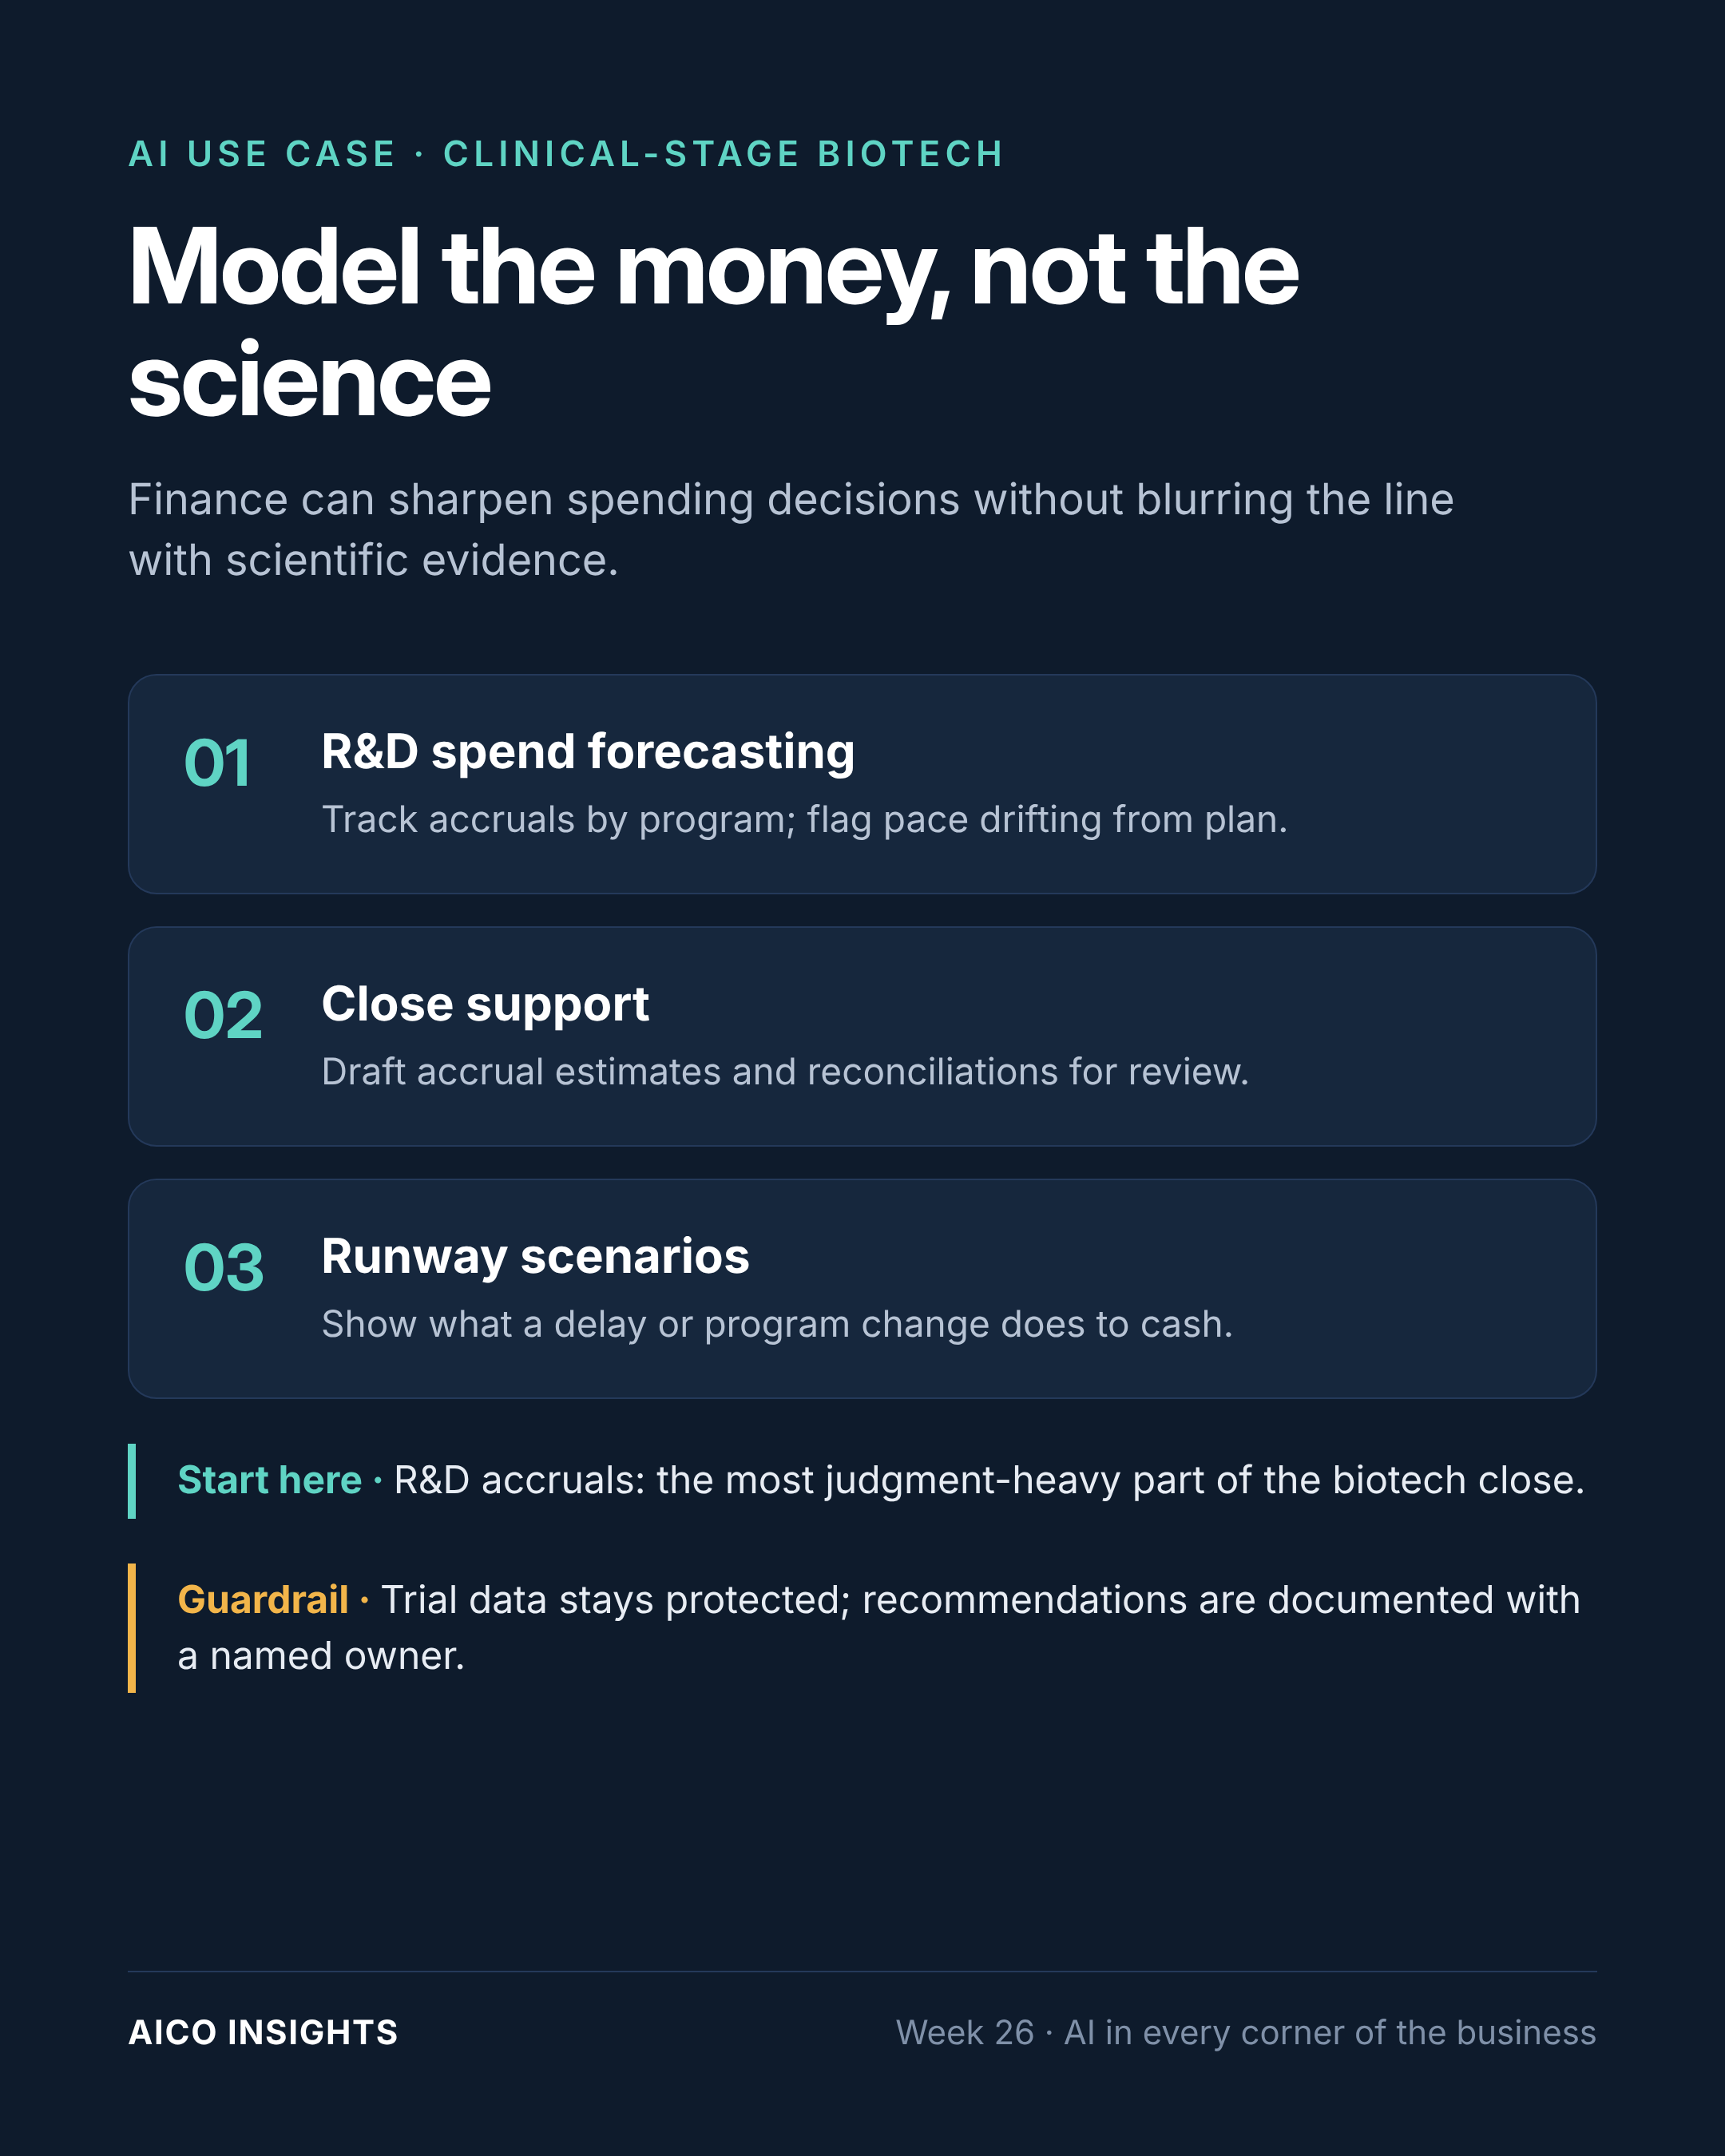 AI USE CASE · CLINICAL-STAGE BIOTECH
Model the money, not the
science
Finance can sharpen spending decisions without blurring the line
with scientific evidence.
01
R&D spend forecasting
Track accruals by program; flag pace drifting from plan.
02
Close support
Draft accrual estimates and reconciliations for review.
03
Runway scenarios
Show what a delay or program change does to cash.
Start here · R&D accruals: the most judgment-heavy part of the biotech close.
Guardrail · Trial data stays protected; recommendations are documented with
a named owner.
AICO INSIGHTS
Week 26 · AI in every corner of the business